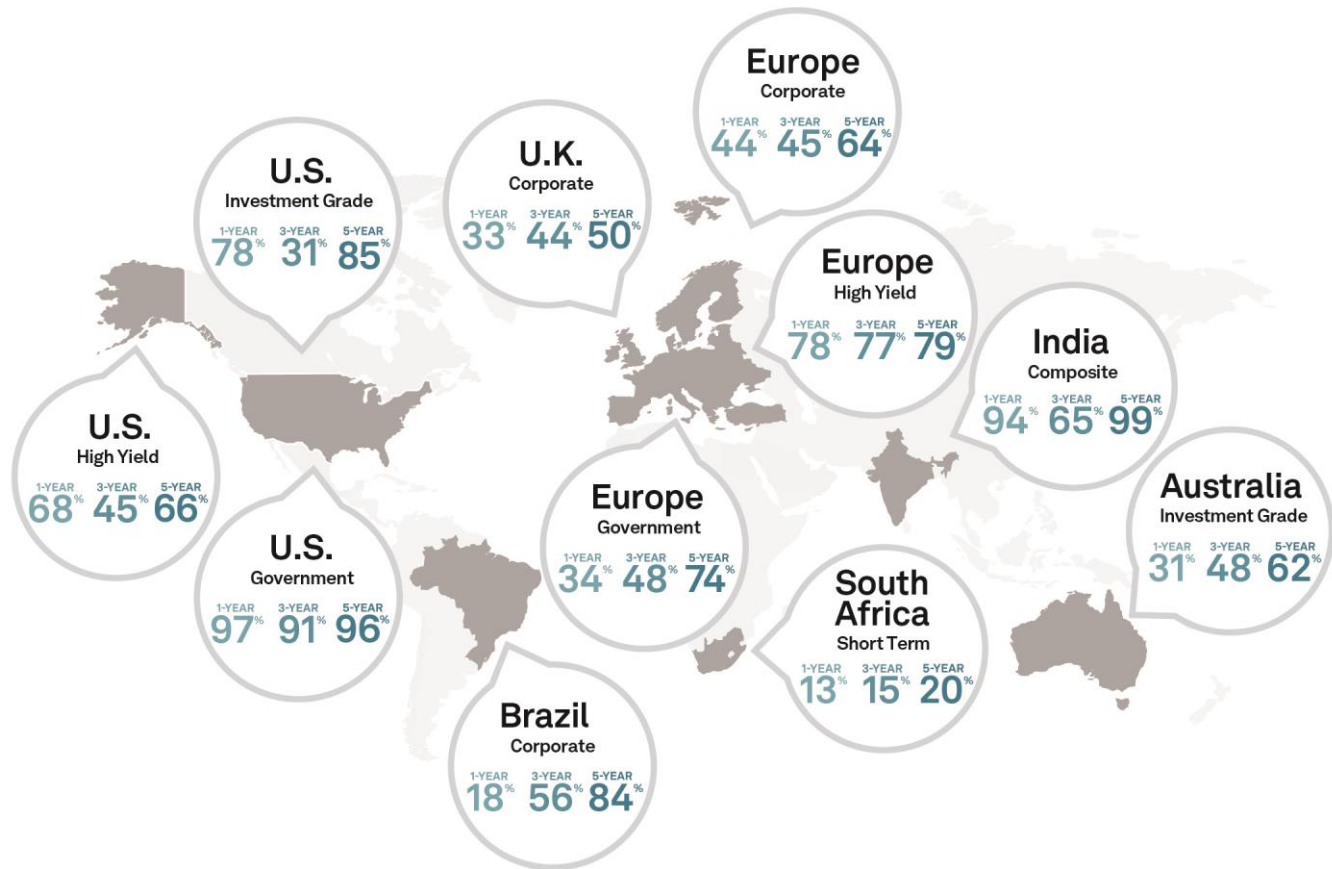 Europe
Corporate
1-YEAR 3-YEAR 5-YEAR
44% 45% 64%
U.K.
Corporate
1-YEAR 3-YEAR 5-YEAR
33% 44% 50%
U.S.
Investment Grade
1-YEAR 3-YEAR 5-YEAR
78% 31% 85%
Europe
High Yield
1-YEAR 3-YEAR 5-YEAR
78% 77% 79%
India
Composite
1-YEAR 3-YEAR 5-YEAR
94% 65% 99%
U.S.
High Yield
1-YEAR 3-YEAR 5-YEAR
68% 45% 66%
Australia
Investment Grade
1-YEAR 3-YEAR 5-YEAR
31% 48% 62%
Europe
Government
1-YEAR 3-YEAR 5-YEAR
34% 48% 74%
U.S.
Government
1-YEAR 3-YEAR 5-YEAR
97% 91% 96%
South
Africa
Short Term
1-YEAR 3-YEAR 5-YEAR
13% 15% 20%
Brazil
Corporate
1-YEAR 3-YEAR 5-YEAR
18% 56% 84%